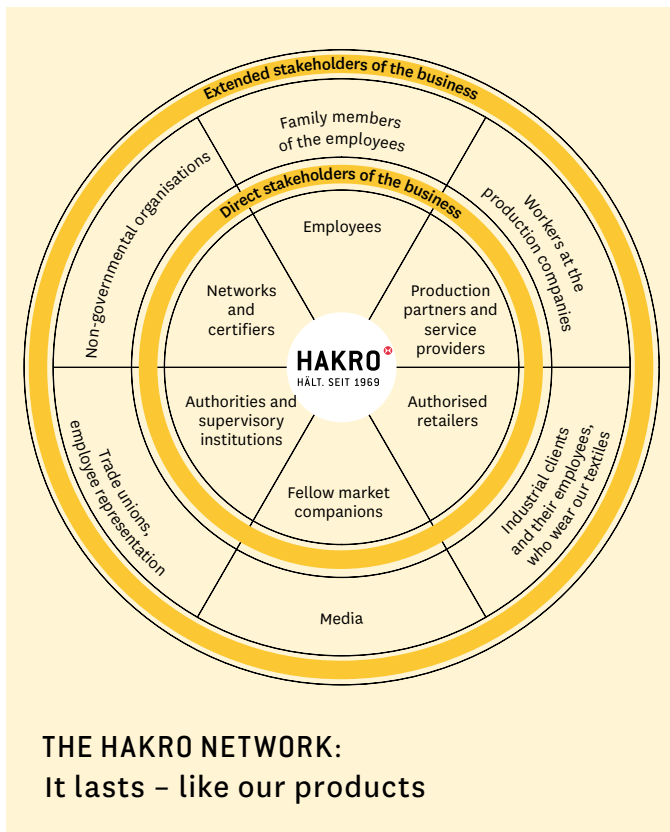 Extended stakeholders of the business
Family members
of the employees
Non-governmental organisations
Workers at the
production companies
Direct stakeholders of the business
Employees
Networks
and
certifiers
Production
partners and
service
providers
HAKRO
HÄLT. SEIT 1969
Authorities and
supervisory
institutions
Authorised
retailers
Fellow market
companions
Trade unions,
employee representation
Industrial clients
and their employees,
who wear our textiles
Media
THE HAKRO NETWORK:
It lasts – like our products